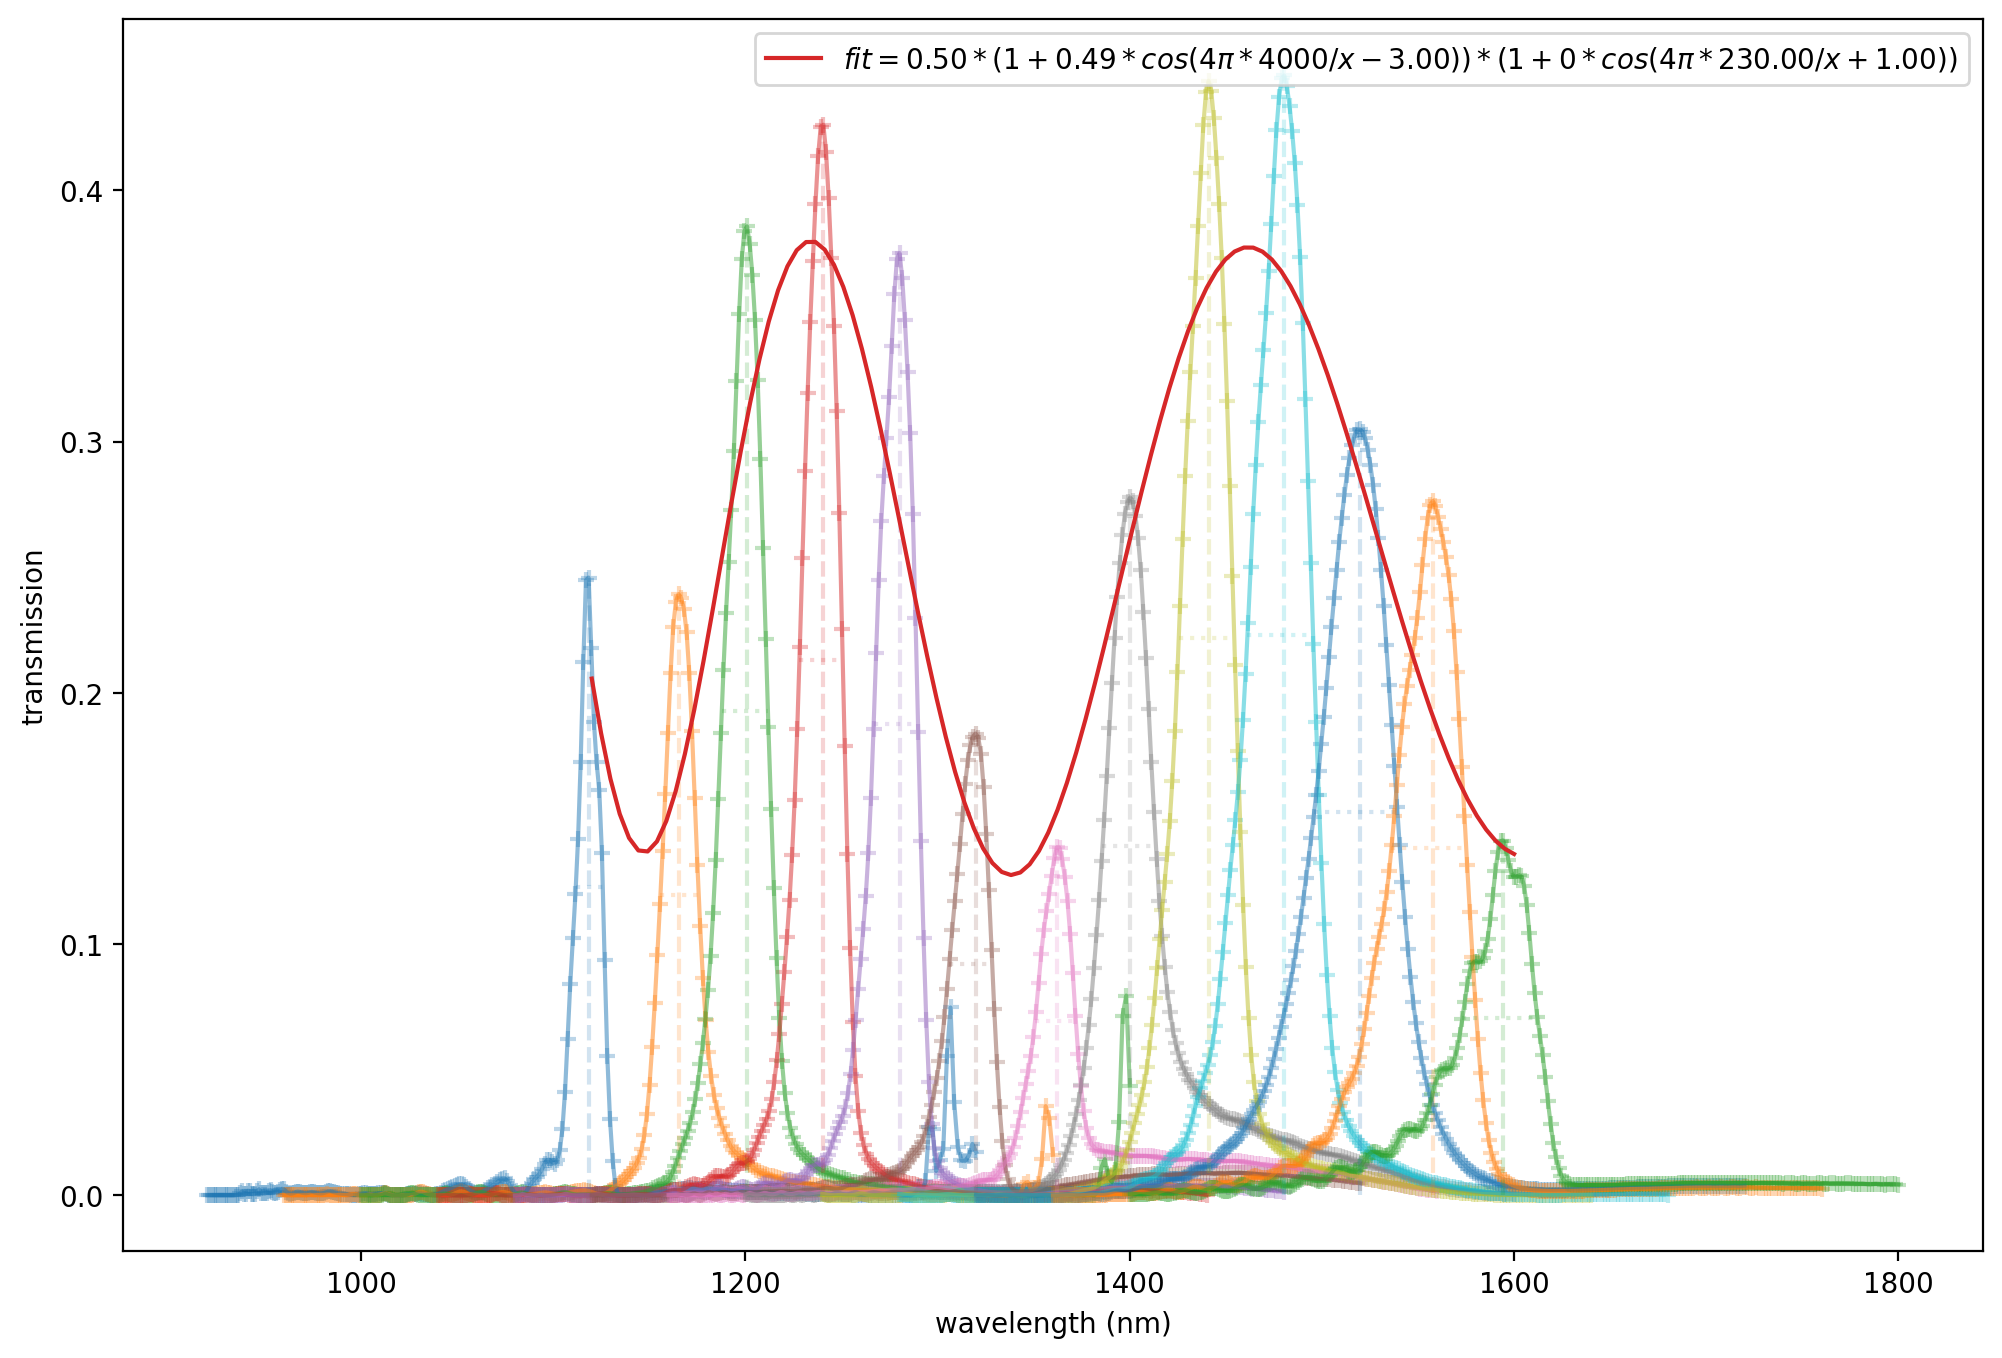 fit = 0.50 * (1 + 0.49 * cos(4π * 4000/x − 3.00)) * (1 + 0 * cos(4π * 230.00/x + 1.00))
0.4
0.3
0.2
0.1
0.0
transmission
1000 1200 1400 1600 1800
wavelength (nm)